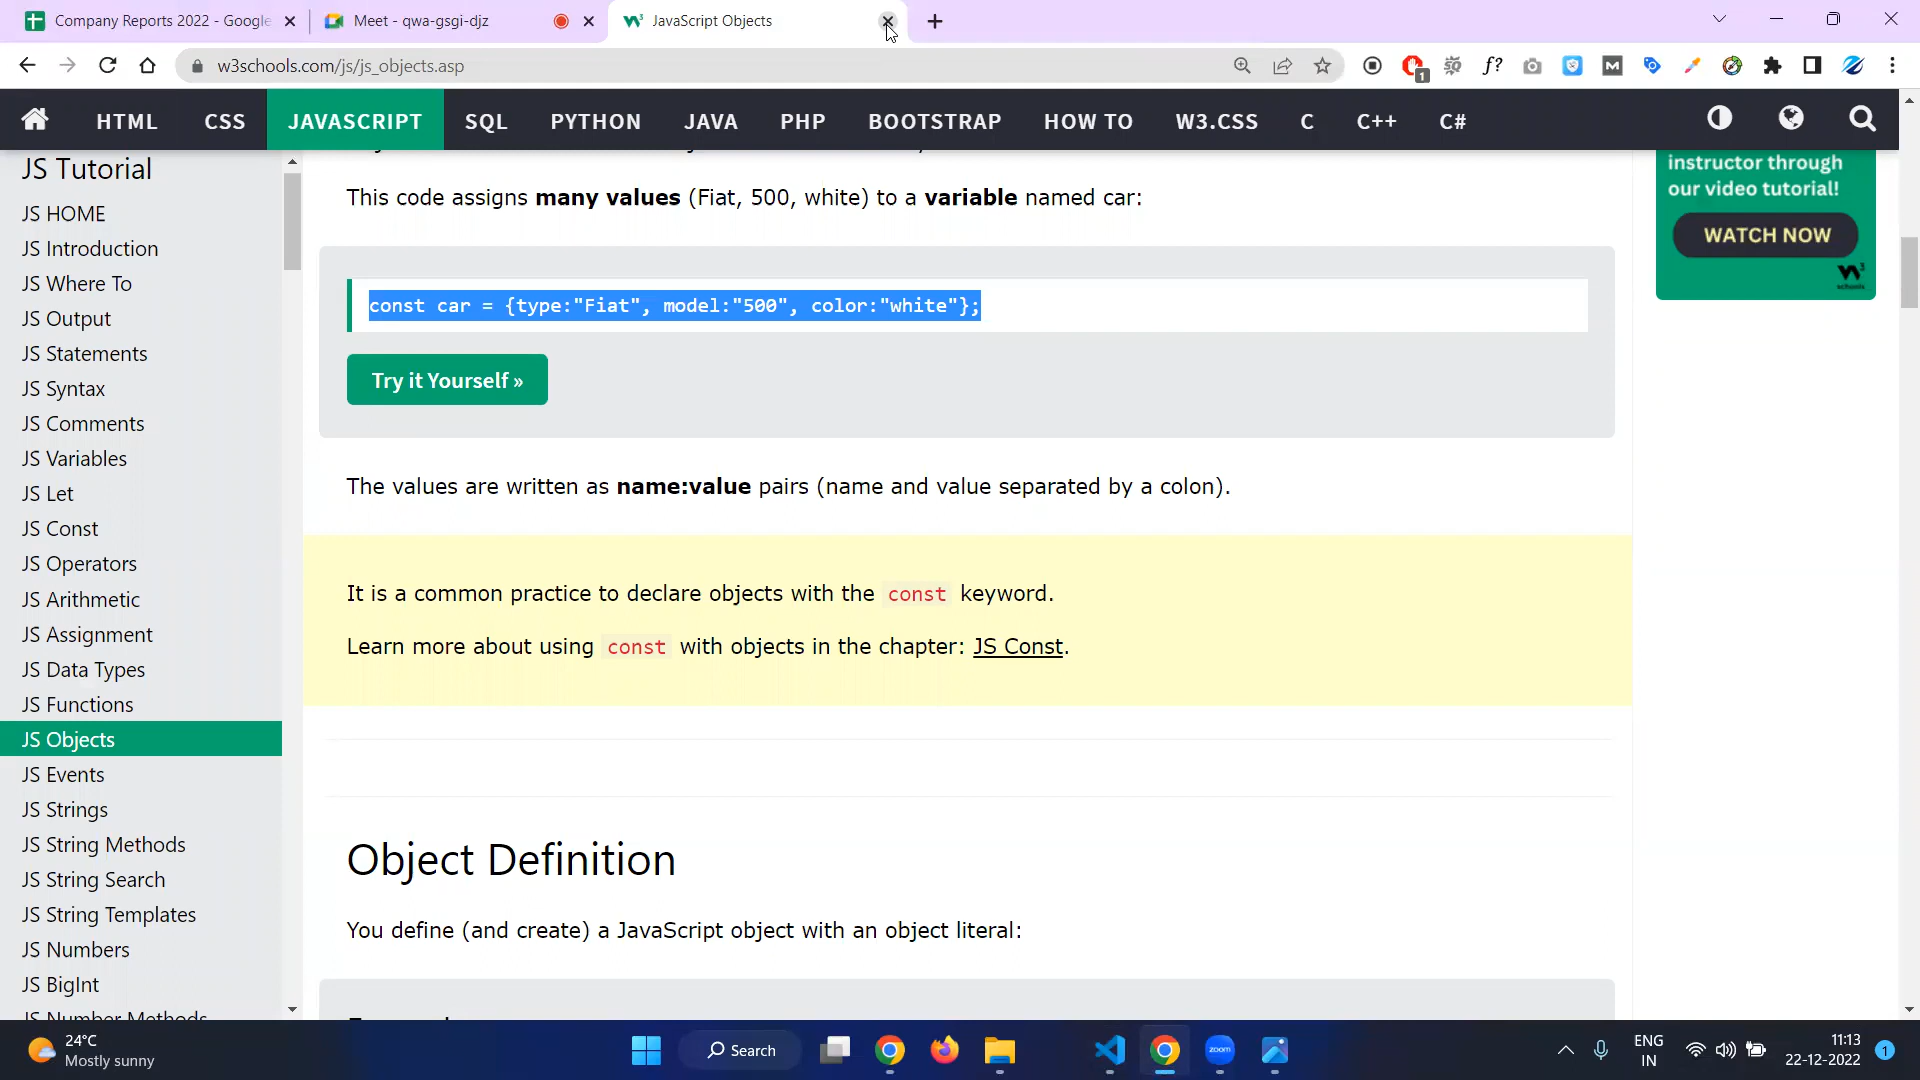 Company Reports 2022 - Google
Meet - qwa-gsgi-djz
JavaScript Objects
w3schools.com/js/js_objects.asp
f?
1
HTML CSS JAVASCRIPT SQL PYTHON JAVA PHP BOOTSTRAP HOW TO W3.CSS C C++ C#
JS Tutorial
JS HOME
JS Introduction
JS Where To
JS Output
JS Statements
JS Syntax
JS Comments
JS Variables
JS Let
JS Const
JS Operators
JS Arithmetic
JS Assignment
JS Data Types
JS Functions
JS Objects
JS Events
JS Strings
JS String Methods
JS String Search
JS String Templates
JS Numbers
JS BigInt
JS Number Methods
This code assigns many values (Fiat, 500, white) to a variable named car:
const car = {type:"Fiat", model:"500", color:"white"};
Try it Yourself »
The values are written as name:value pairs (name and value separated by a colon).
It is a common practice to declare objects with the const keyword.
Learn more about using const with objects in the chapter: JS Const.
Object Definition
You define (and create) a JavaScript object with an object literal:
instructor through
our video tutorial!
WATCH NOW
24°C
Mostly sunny
Search
zoom
ENG
IN
11:13
22-12-2022
1